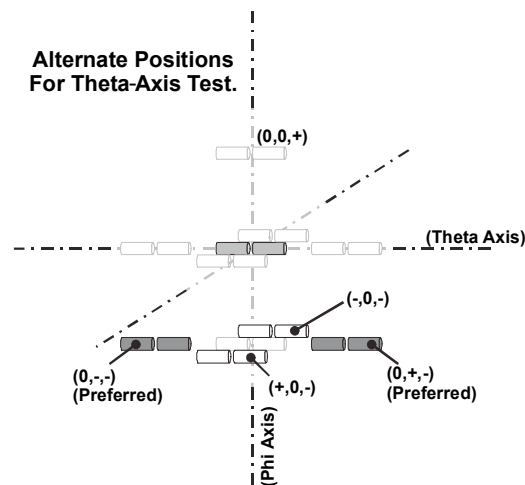 Alternate Positions
For Theta-Axis Test.
(0,0,+)
(Theta Axis)
(-,0,-)
(0,-,-)
(Preferred)
(+,0,-)
(0,+,-)
(Preferred)
(Phi Axis)